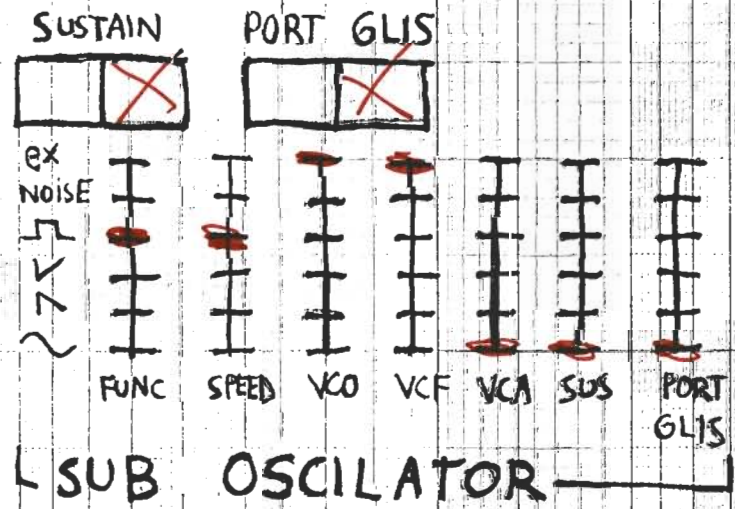 SUSTAIN PORT GLIS
ex
NOISE
FUNC SPEED VCO VCF VCA SUS PORT
GLIS
SUB OSCILATOR